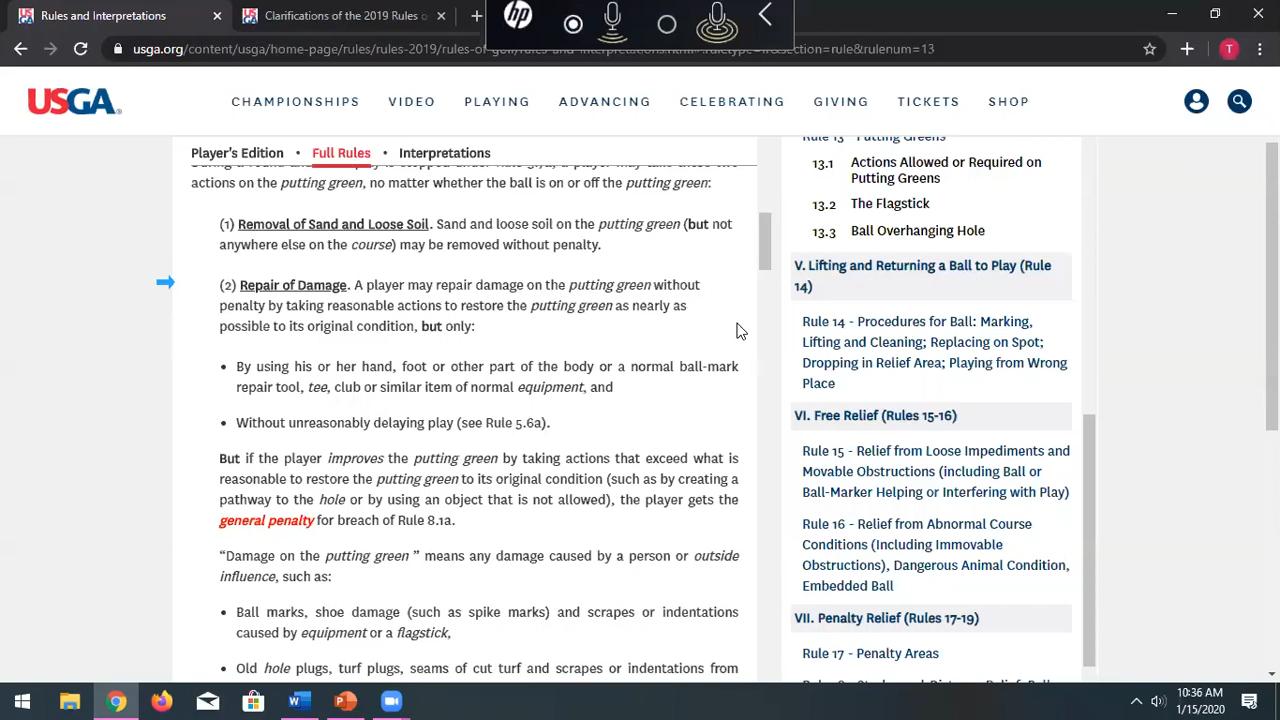 Rules and Interpretations
Clarifications of the 2019 Rules o
hp
T
USGA
CHAMPIONSHIPS VIDEO PLAYING ADVANCING CELEBRATING GIVING TICKETS SHOP
Player's Edition • Full Rules • Interpretations
actions on the putting green, no matter whether the ball is on or off the putting green:
(1) Removal of Sand and Loose Soil. Sand and loose soil on the putting green (but not
anywhere else on the course) may be removed without penalty.
(2) Repair of Damage. A player may repair damage on the putting green without
penalty by taking reasonable actions to restore the putting green as nearly as
possible to its original condition, but only:
• By using his or her hand, foot or other part of the body or a normal ball-mark
repair tool, tee, club or similar item of normal equipment, and
• Without unreasonably delaying play (see Rule 5.6a).
But if the player improves the putting green by taking actions that exceed what is
reasonable to restore the putting green to its original condition (such as by creating a
pathway to the hole or by using an object that is not allowed), the player gets the
general penalty for breach of Rule 8.1a.
“Damage on the putting green ” means any damage caused by a person or outside
influence, such as:
• Ball marks, shoe damage (such as spike marks) and scrapes or indentations
caused by equipment or a flagstick,
• Old hole plugs, turf plugs, seams of cut turf and scrapes or indentations from
Rule 13 - Putting Greens
13.1 Actions Allowed or Required on
Putting Greens
13.2 The Flagstick
13.3 Ball Overhanging Hole
V. Lifting and Returning a Ball to Play (Rule
14)
Rule 14 - Procedures for Ball: Marking,
Lifting and Cleaning; Replacing on Spot;
Dropping in Relief Area; Playing from Wrong
Place
VI. Free Relief (Rules 15-16)
Rule 15 - Relief from Loose Impediments and
Movable Obstructions (including Ball or
Ball-Marker Helping or Interfering with Play)
Rule 16 - Relief from Abnormal Course
Conditions (Including Immovable
Obstructions), Dangerous Animal Condition,
Embedded Ball
VII. Penalty Relief (Rules 17-19)
Rule 17 - Penalty Areas
10:36 AM
1/15/2020